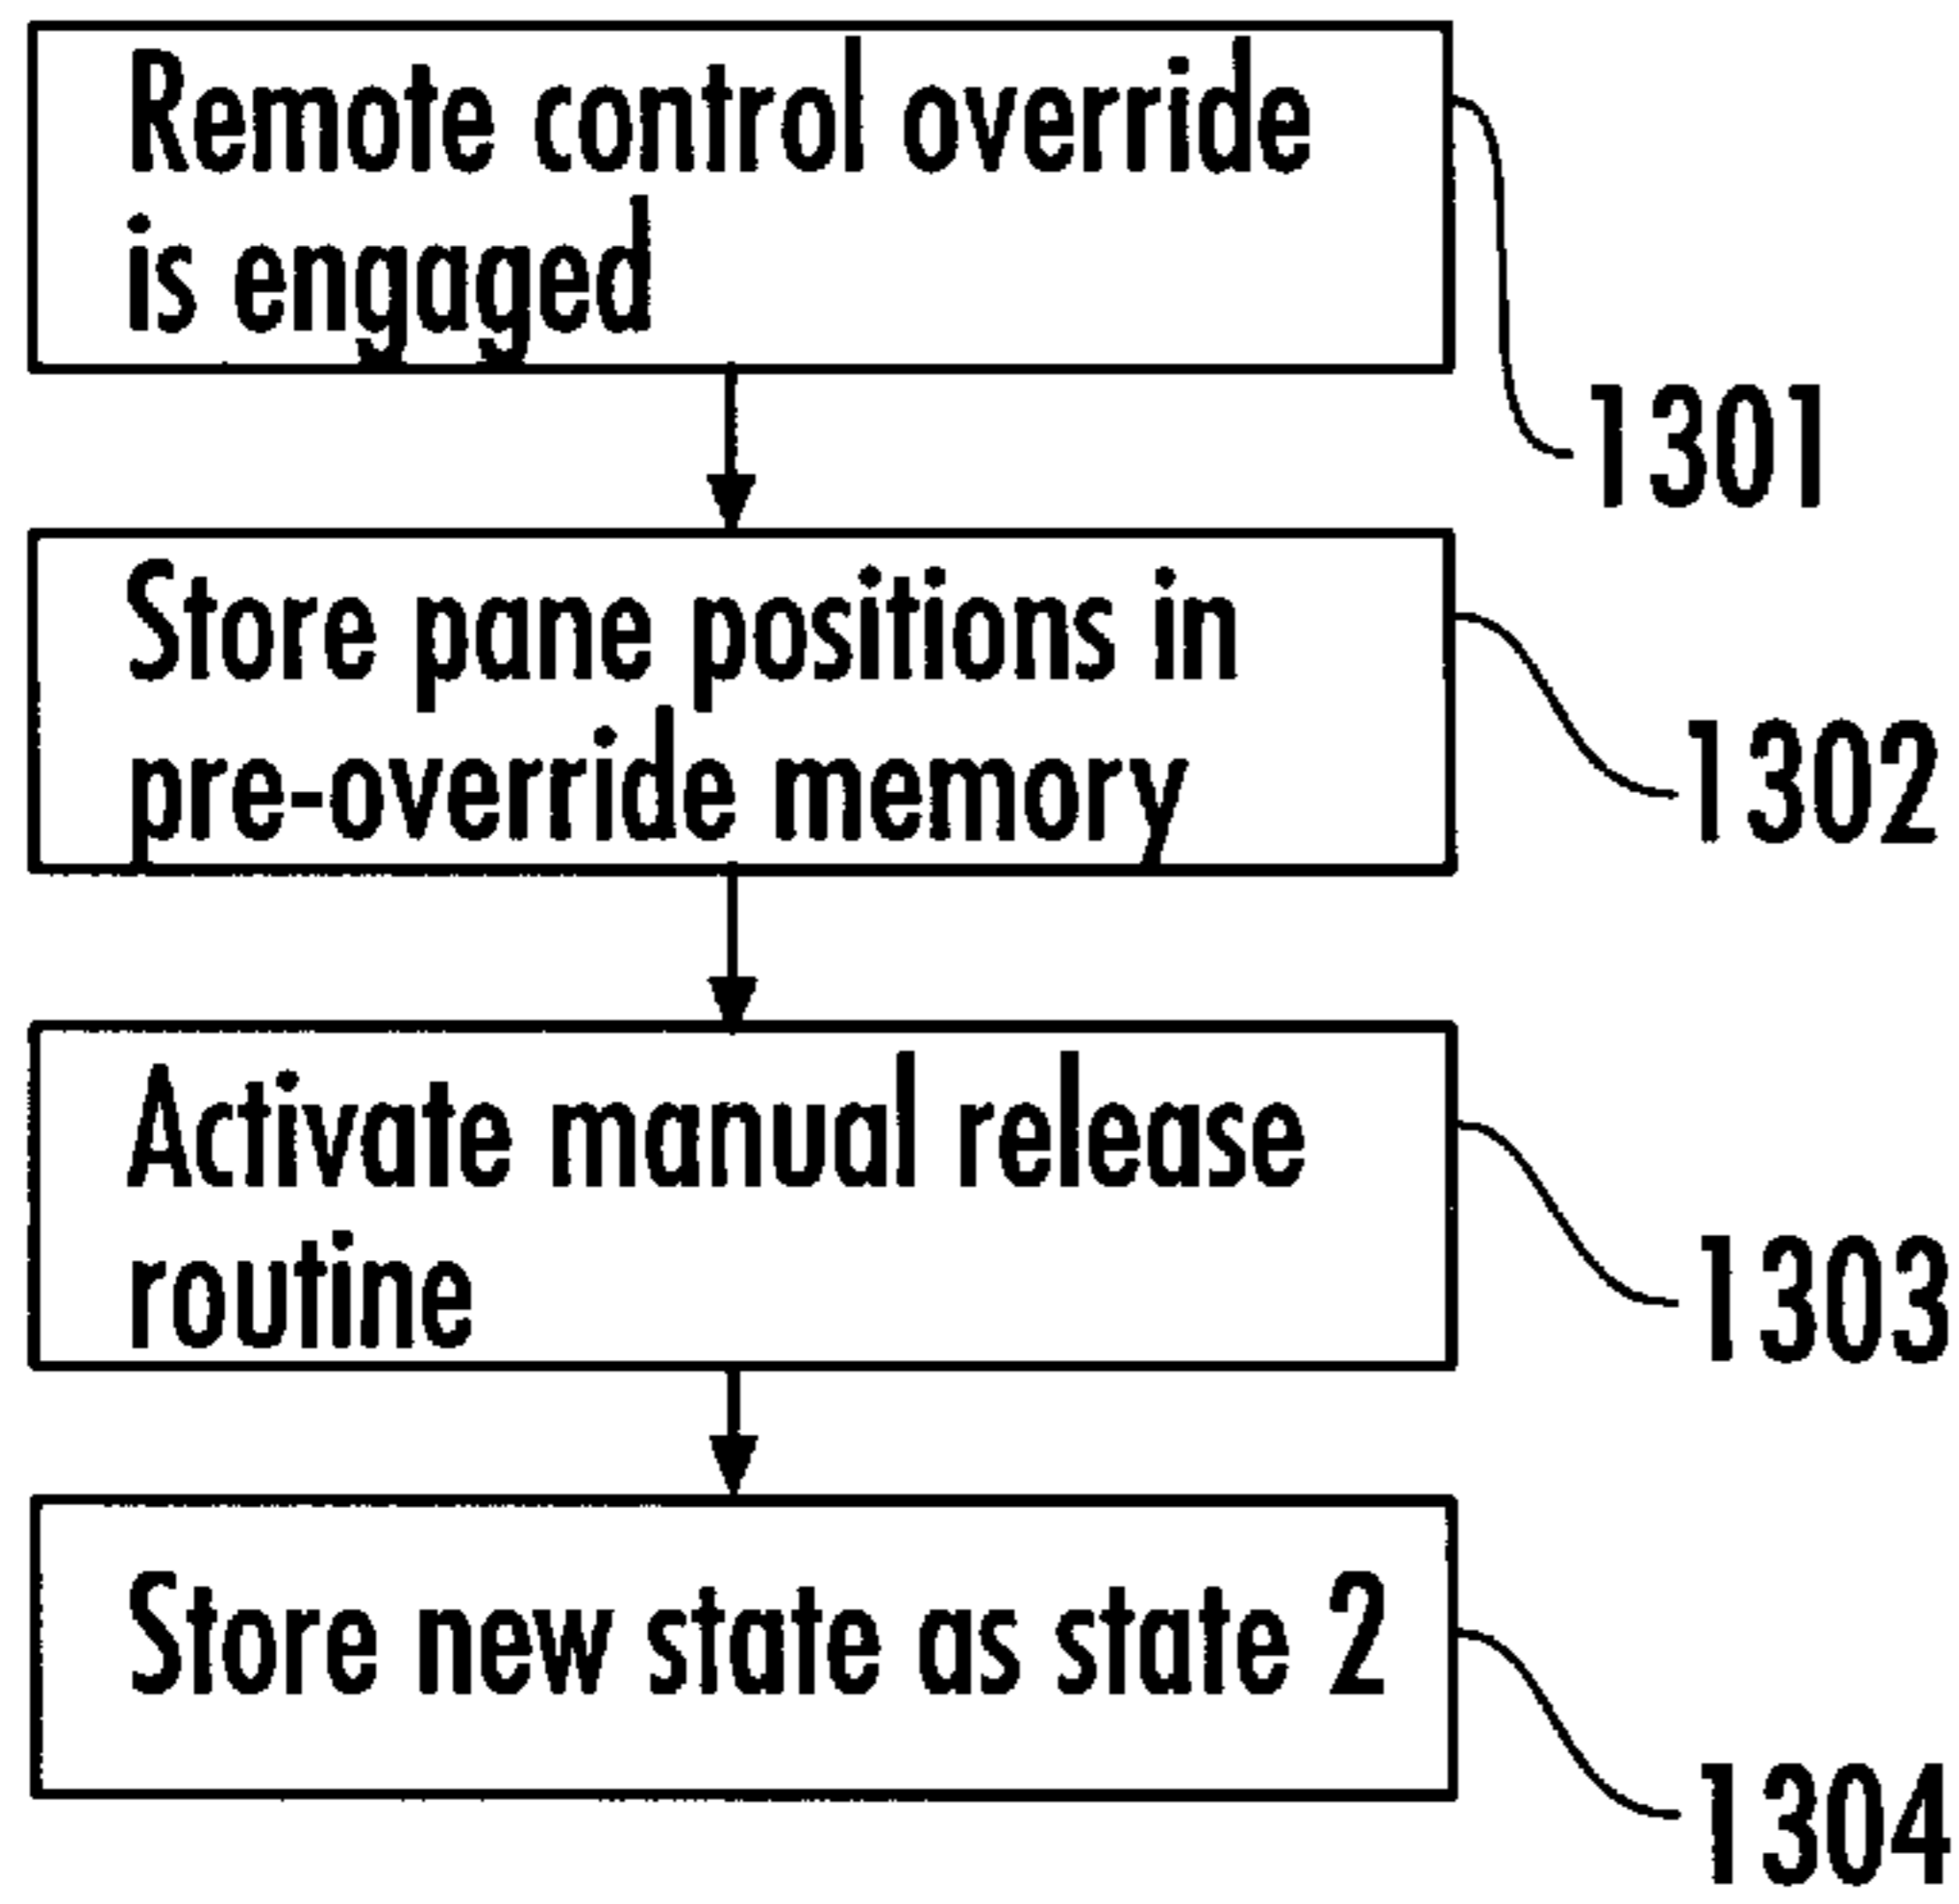 Remote control override
is engaged
1301
Store pane positions in
pre-override memory
1302
Activate manual release
routine
1303
Store new state as state 2
1304